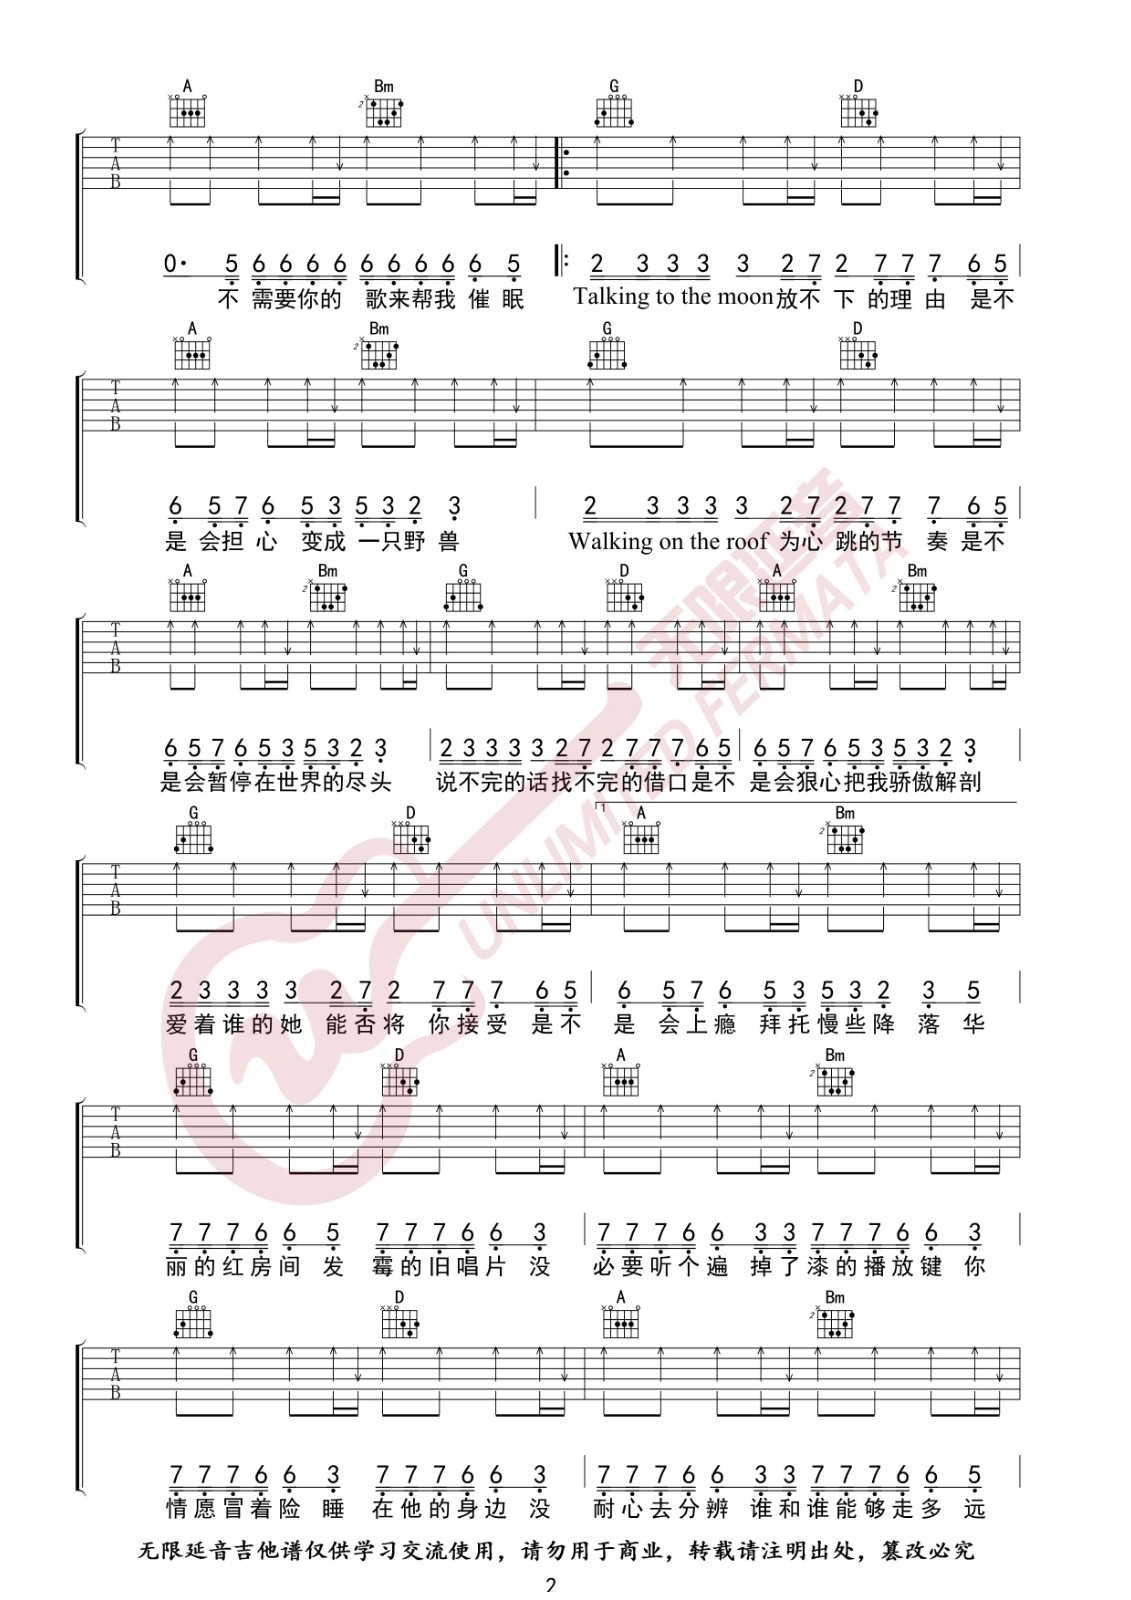 A Bm G D
T A B
0· 5 6 6 6 6 6 6 6 6 6 5 2 3 3 3 3 2 7 2 7 7 7 6 5
不 需要你的 歌来帮我 催 眠 Talking to the moon放不 下 的理 由 是不
A Bm G D
T A B
6 5 7 6 5 3 5 3 2 3 2 3 3 3 3 2 7 2 7 7 7 6 5
是 会担 心 变成 一只野 兽 Walking on the roof 为心 跳的节 奏 是不
A Bm G D A Bm
T A B
6 5 7 6 5 3 5 3 2 3 2 3 3 3 3 2 7 2 7 7 7 6 5 6 5 7 6 5 3 5 3 2 3
是会暂停在世界的尽头 说不完的话找不完的借口是不 是会狠心把我骄傲解剖
G D 1 A Bm
T A B
2 3 3 3 3 2 7 2 7 7 7 6 5 6 5 7 6 5 3 5 3 2 3 5
爱着谁的她 能否将 你接受 是不 是 会上瘾 拜托慢些降 落 华
G D A Bm
T A B
7 7 7 6 6 5 7 7 7 6 6 3 7 7 7 6 6 3 3 7 7 7 6 6 3
丽的红房间 发 霉的旧唱片 没 必要听个遍 掉了漆的播放键 你
G D A Bm
T A B
7 7 7 6 6 3 7 7 7 6 6 3 7 7 7 6 6 3 3 7 7 7 6 6 5
情愿冒着险 睡 在他的身边 没 耐心去分辨 谁和谁能够走多 远
无限延音
UNLIMITED FERMATA
无限延音吉他谱仅供学习交流使用，请勿用于商业，转载请注明出处，篡改必究
2